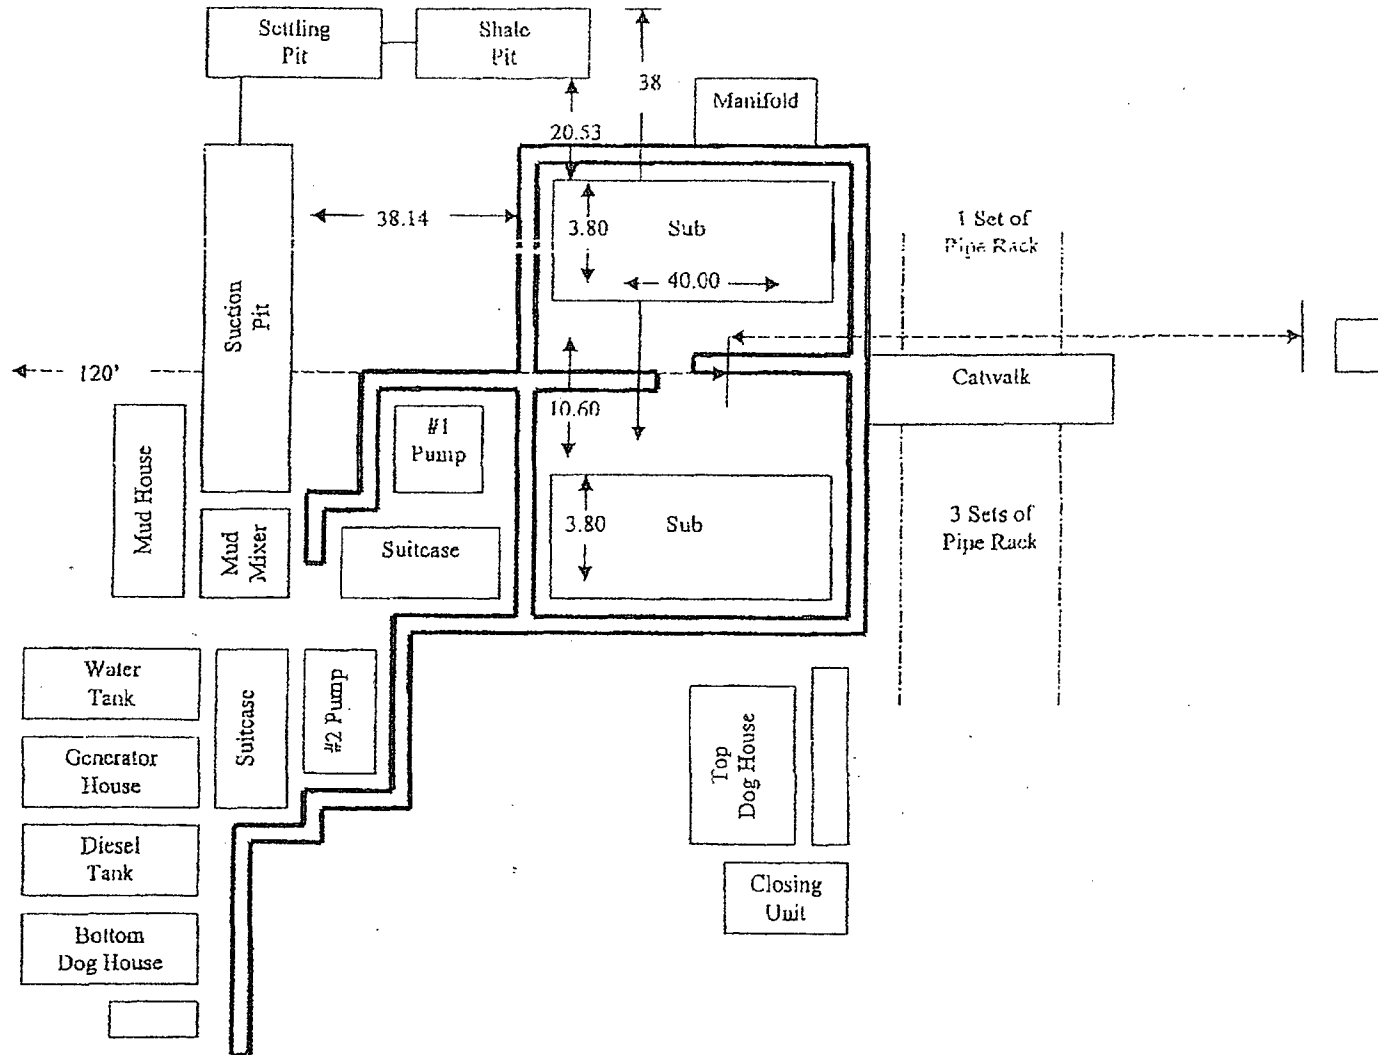 Settling
Pit
Shale
Pit
38
Manifold
20.53
38.14
3.80
Sub
40.00
1 Set of
Pipe Rack
Suction
Pit
120'
Catwalk
10.60
#1
Pump
Mud House
Mud
Mixer
Suitcase
3.80
Sub
3 Sets of
Pipe Rack
Water
Tank
Suitcase
#2 Pump
Generator
House
Top
Dog House
Diesel
Tank
Closing
Unit
Bottom
Dog House